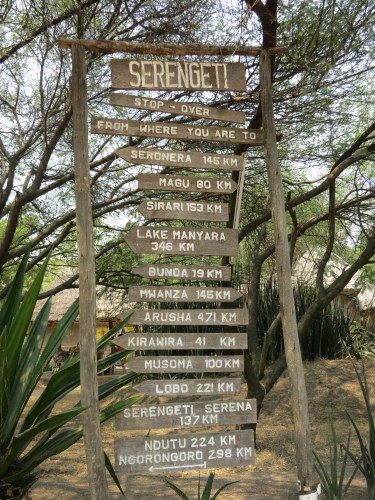 SERENGETI
STOP-OVER
FROM WHERE YOU ARE TO
SERONERA 145 KM
MAGU 80 KM
SIRARI 153 KM
LAKE MANYARA
346 KM
BUNDA 19 KM
MWANZA 145 KM
ARUSHA 471 KM
KIRAWIRA 41 KM
MUSOMA 100 KM
LOBO 221 KM
SERENGETI SERENA
137 KM
NDUTU 224 KM
NGORONGORO 298 KM